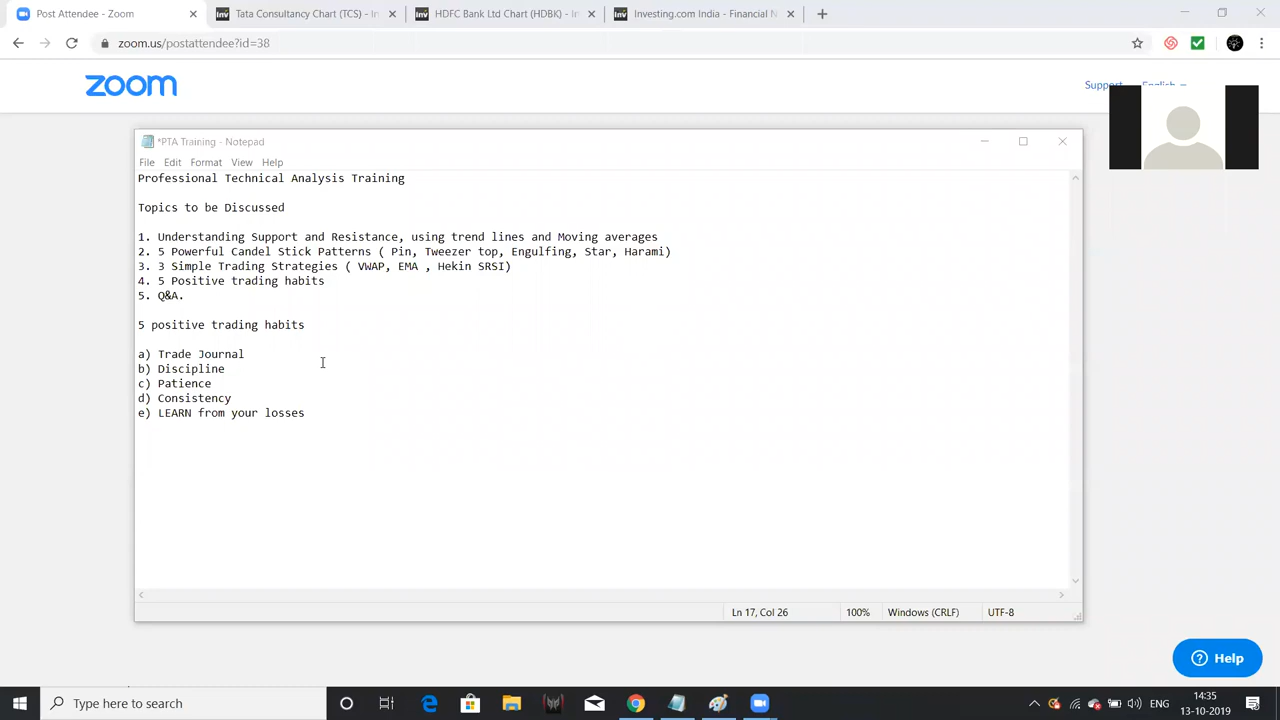 Post Attendee - Zoom
Tata Consultancy Chart (TCS) - In
HDFC Bank Ltd Chart (HDBK) - In
Investing.com India - Financial N
zoom.us/postattendee?id=38
zoom
Support English
*PTA Training - Notepad
File Edit Format View Help
Professional Technical Analysis Training
Topics to be Discussed
1. Understanding Support and Resistance, using trend lines and Moving averages
2. 5 Powerful Candel Stick Patterns ( Pin, Tweezer top, Engulfing, Star, Harami)
3. 3 Simple Trading Strategies ( VWAP, EMA , Hekin SRSI)
4. 5 Positive trading habits
5. Q&A.
5 positive trading habits
a) Trade Journal
b) Discipline
c) Patience
d) Consistency
e) LEARN from your losses
Ln 17, Col 26 100% Windows (CRLF) UTF-8
Help
Type here to search
ENG
14:35
13-10-2019